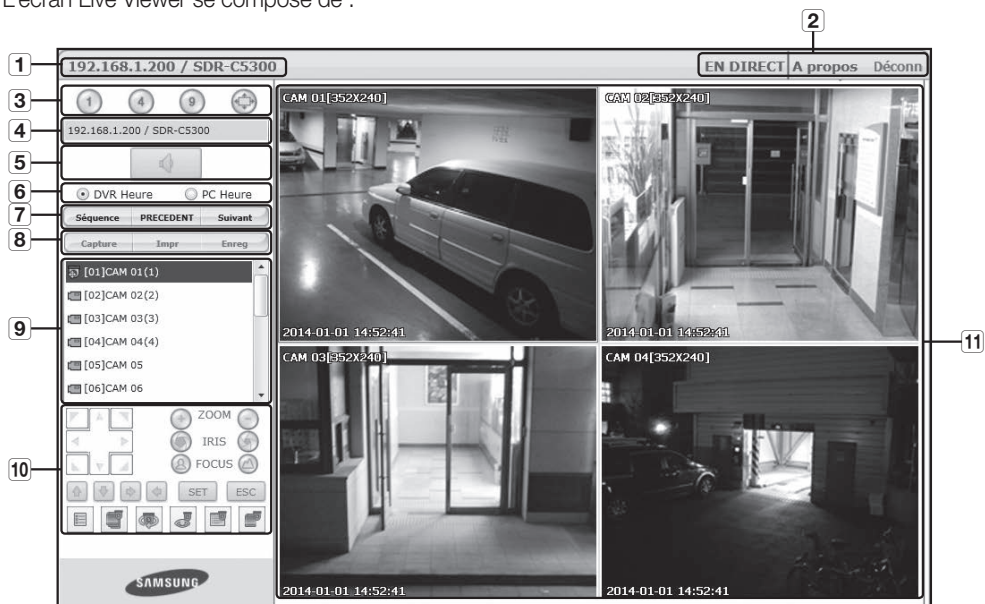 L'écran Live Viewer se compose de :
2
1
192.168.1.200 / SDR-C5300
EN DIRECT A propos Déconn
3
1 4 9
4
192.168.1.200 / SDR-C5300
5
6
DVR Heure PC Heure
7
Séquence PRECEDENT Suivant
8
Capture Impr Enreg
9
[01]CAM 01(1)
[02]CAM 02(2)
[03]CAM 03(3)
[04]CAM 04(4)
[05]CAM 05
[06]CAM 06
10
ZOOM
IRIS
FOCUS
SET ESC
SAMSUNG
CAM 01[352X240]
2014-01-01 14:52:41
CAM 02[352X240]
2014-01-01 14:52:41
CAM 03[352X240]
2014-01-01 14:52:41
CAM 04[352X240]
2014-01-01 14:52:41
11